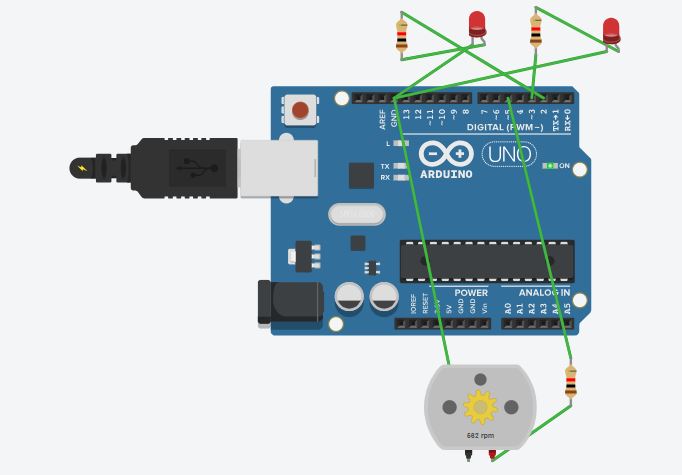 AREF
GND
13
12
~11
~10
~9
8
7
~6
~5
4
~3
2
TX→1
RX←0
DIGITAL (PWM~)
L
TX
RX
UNO
ON
ARDUINO
POWER
ANALOG IN
IOREF
RESET
5V
GND
GND
Vin
A0
A1
A2
A3
A4
A5
682 rpm